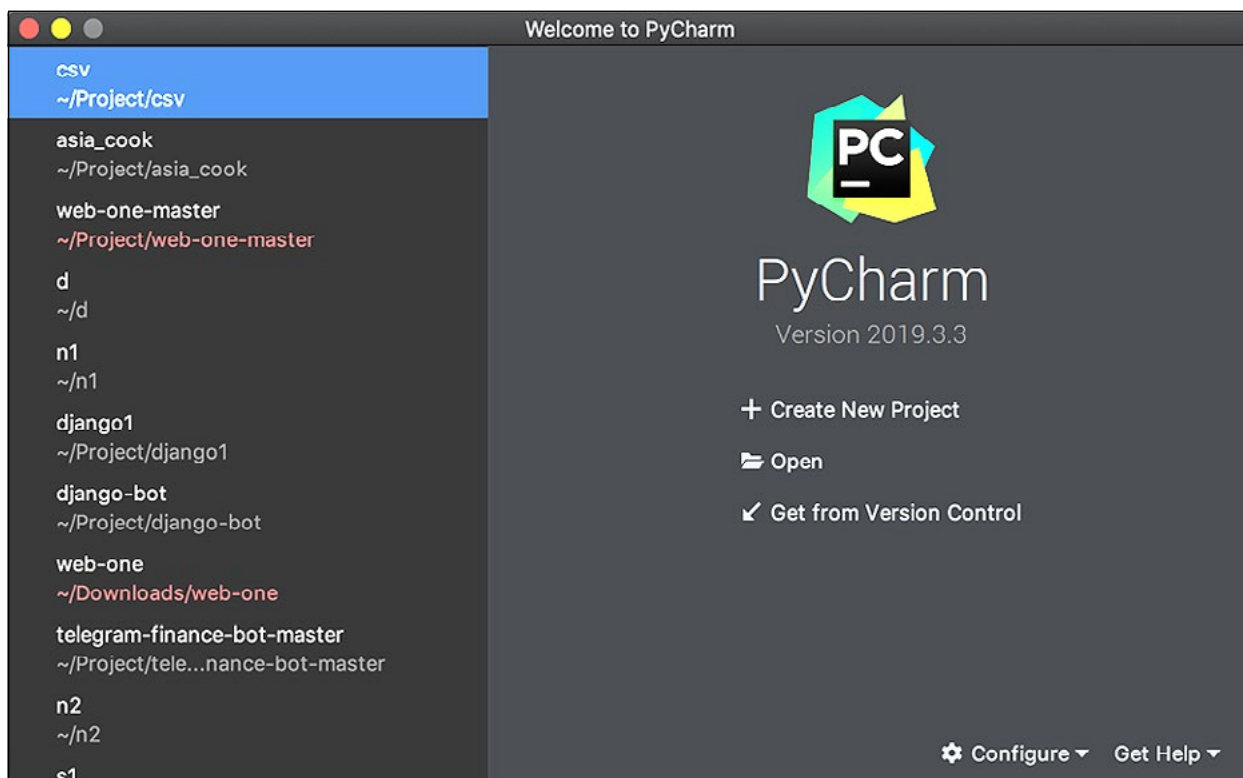 Welcome to PyCharm
csv
~/Project/csv
asia_cook
~/Project/asia_cook
web-one-master
~/Project/web-one-master
d
~/d
n1
~/n1
django1
~/Project/django1
django-bot
~/Project/django-bot
web-one
~/Downloads/web-one
telegram-finance-bot-master
~/Project/tele...nance-bot-master
n2
~/n2
s1
PC
PyCharm
Version 2019.3.3
Create New Project
Open
Get from Version Control
Configure Get Help